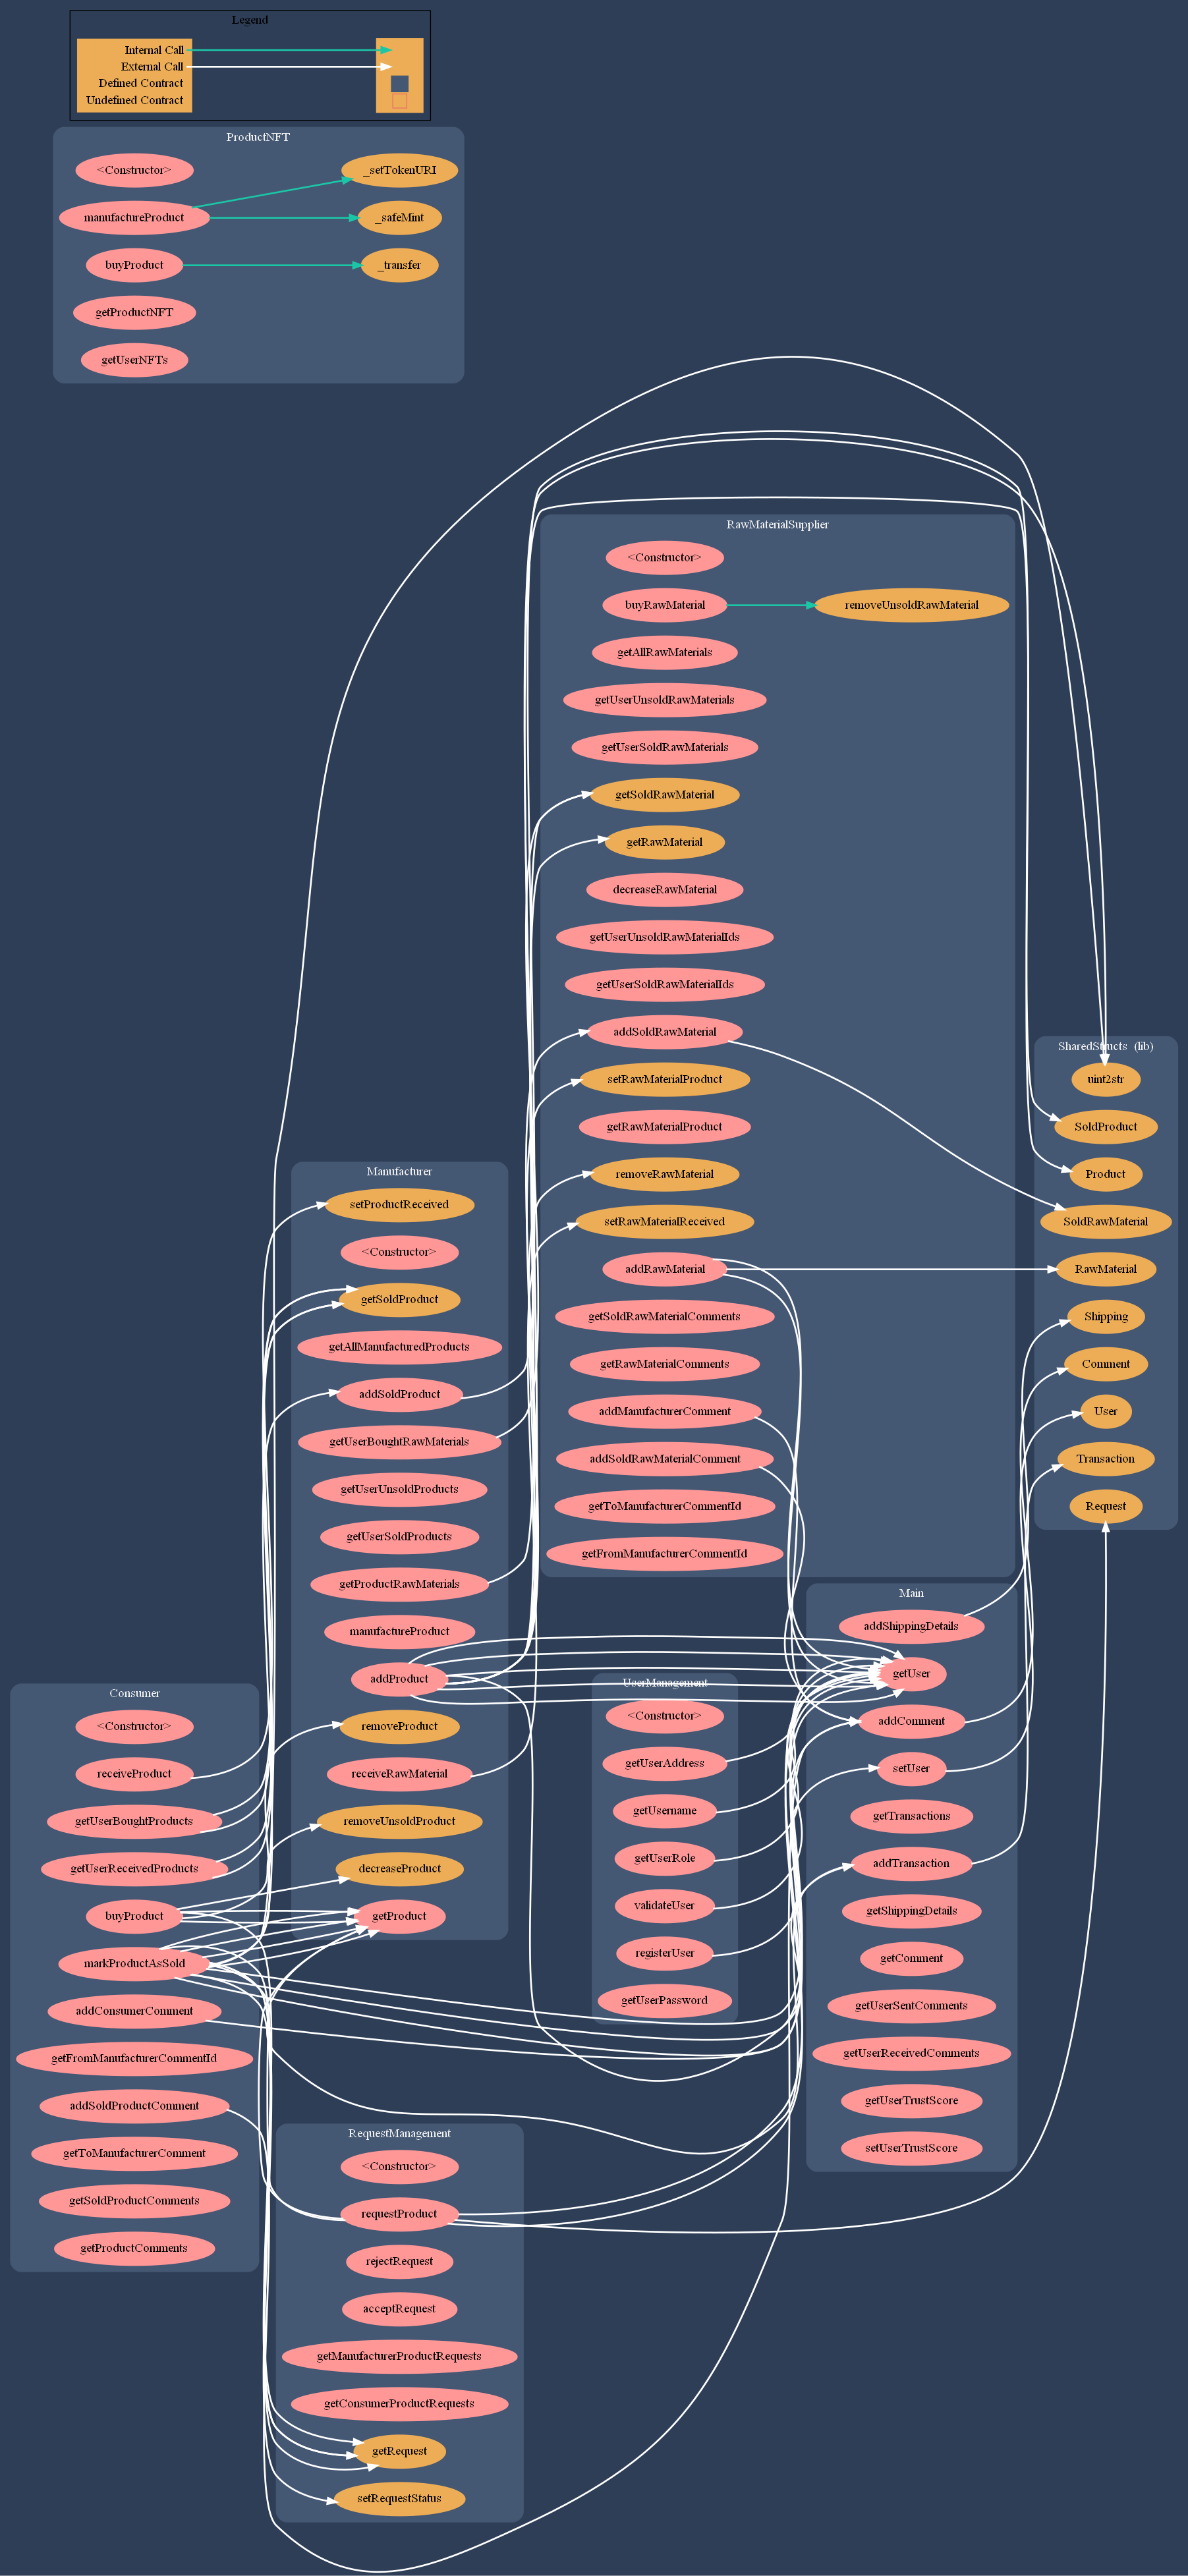 Legend
Internal Call
External Call
Defined Contract
Undefined Contract
ProductNFT
<Constructor>
_setTokenURI
manufactureProduct
_safeMint
buyProduct
_transfer
getProductNFT
getUserNFTs
RawMaterialSupplier
<Constructor>
buyRawMaterial
removeUnsoldRawMaterial
getAllRawMaterials
getUserUnsoldRawMaterials
getUserSoldRawMaterials
getSoldRawMaterial
getRawMaterial
decreaseRawMaterial
getUserUnsoldRawMaterialIds
getUserSoldRawMaterialIds
addSoldRawMaterial
setRawMaterialProduct
getRawMaterialProduct
removeRawMaterial
setRawMaterialReceived
addRawMaterial
getSoldRawMaterialComments
getRawMaterialComments
addManufacturerComment
addSoldRawMaterialComment
getToManufacturerCommentId
getFromManufacturerCommentId
SharedStructs (lib)
uint2str
SoldProduct
Product
SoldRawMaterial
RawMaterial
Shipping
Comment
User
Transaction
Request
Manufacturer
setProductReceived
<Constructor>
getSoldProduct
getAllManufacturedProducts
addSoldProduct
getUserBoughtRawMaterials
getUserUnsoldProducts
getUserSoldProducts
getProductRawMaterials
manufactureProduct
addProduct
removeProduct
receiveRawMaterial
removeUnsoldProduct
decreaseProduct
getProduct
Main
addShippingDetails
getUser
addComment
setUser
getTransactions
addTransaction
getShippingDetails
getComment
getUserSentComments
getUserReceivedComments
getUserTrustScore
setUserTrustScore
UserManagement
<Constructor>
getUserAddress
getUsername
getUserRole
validateUser
registerUser
getUserPassword
Consumer
<Constructor>
receiveProduct
getUserBoughtProducts
getUserReceivedProducts
buyProduct
markProductAsSold
addConsumerComment
getFromManufacturerCommentId
addSoldProductComment
getToManufacturerComment
getSoldProductComments
getProductComments
RequestManagement
<Constructor>
requestProduct
rejectRequest
acceptRequest
getManufacturerProductRequests
getConsumerProductRequests
getRequest
setRequestStatus